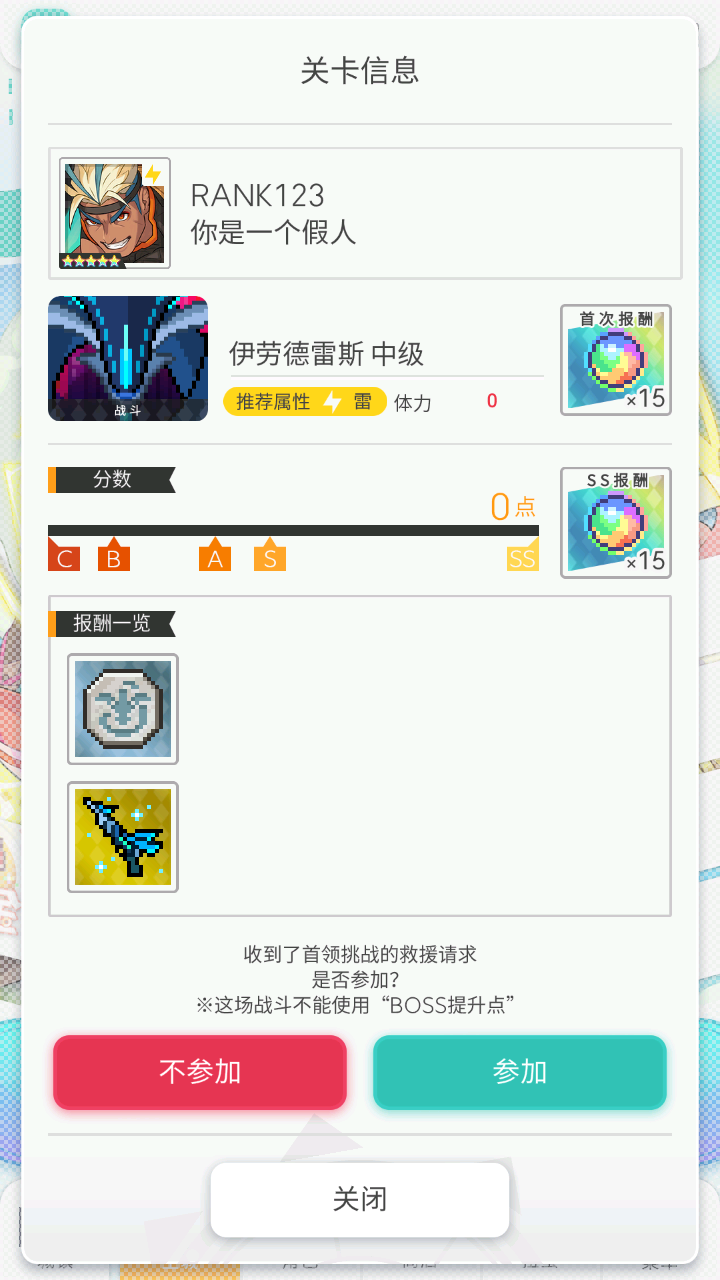 关卡信息
RANK123
你是一个假人
首次报酬
×15
伊劳德雷斯 中级
战斗
推荐属性 雷 体力 0
分数
SS报酬
×15
0点
C B A S SS
报酬一览
收到了首领挑战的救援请求
是否参加？
※这场战斗不能使用“BOSS提升点”
不参加 参加
关闭